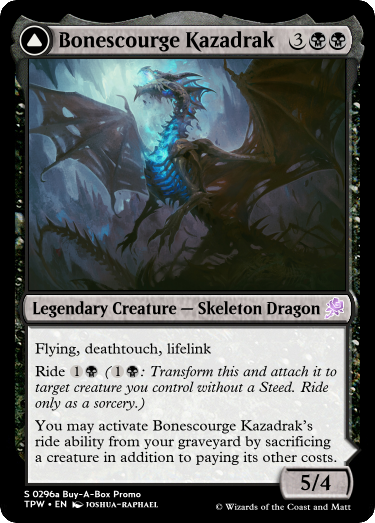 Bonescourge Kazadrak 3
Legendary Creature — Skeleton Dragon
Flying, deathtouch, lifelink
Ride 1 (1 : Transform this and attach it to
target creature you control without a Steed. Ride
only as a sorcery.)
You may activate Bonescourge Kazadrak's
ride ability from your graveyard by sacrificing
a creature in addition to paying its other costs.
5/4
S 0296a Buy-A-Box Promo
TPW • EN Joshua-Raphael
© Wizards of the Coast and Matt